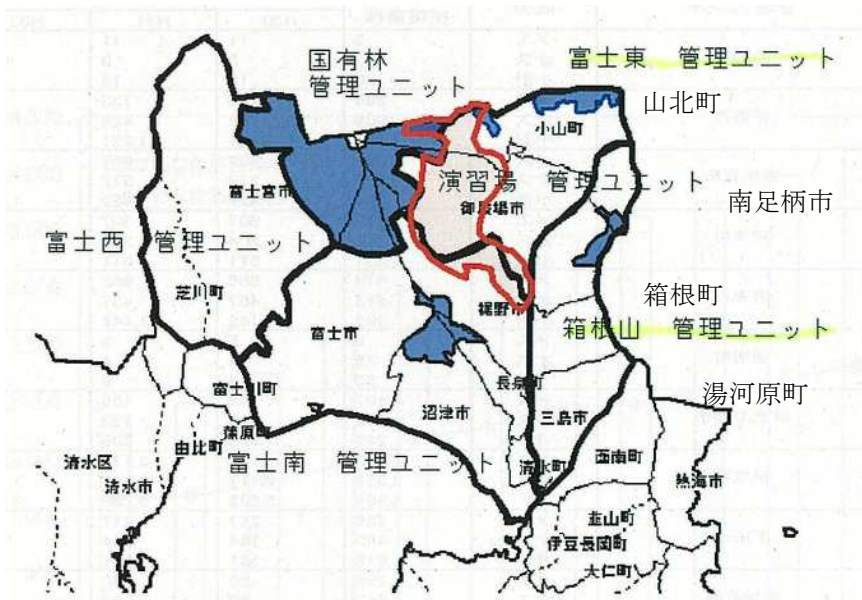 国有林
管理ユニット
富士東 管理ユニット
山北町
小山町
演習場 管理ユニット
富士宮市
御殿場市
南足柄市
富士西 管理ユニット
芝川町
箱根町
裾野市
富士市
箱根山 管理ユニット
長泉町
湯河原町
富士川町
沼津市
三島市
蒲原町
由比町
富士南 管理ユニット
清水町
函南町
清水区
清水市
熱海市
韮山町
伊豆長岡町
大仁町